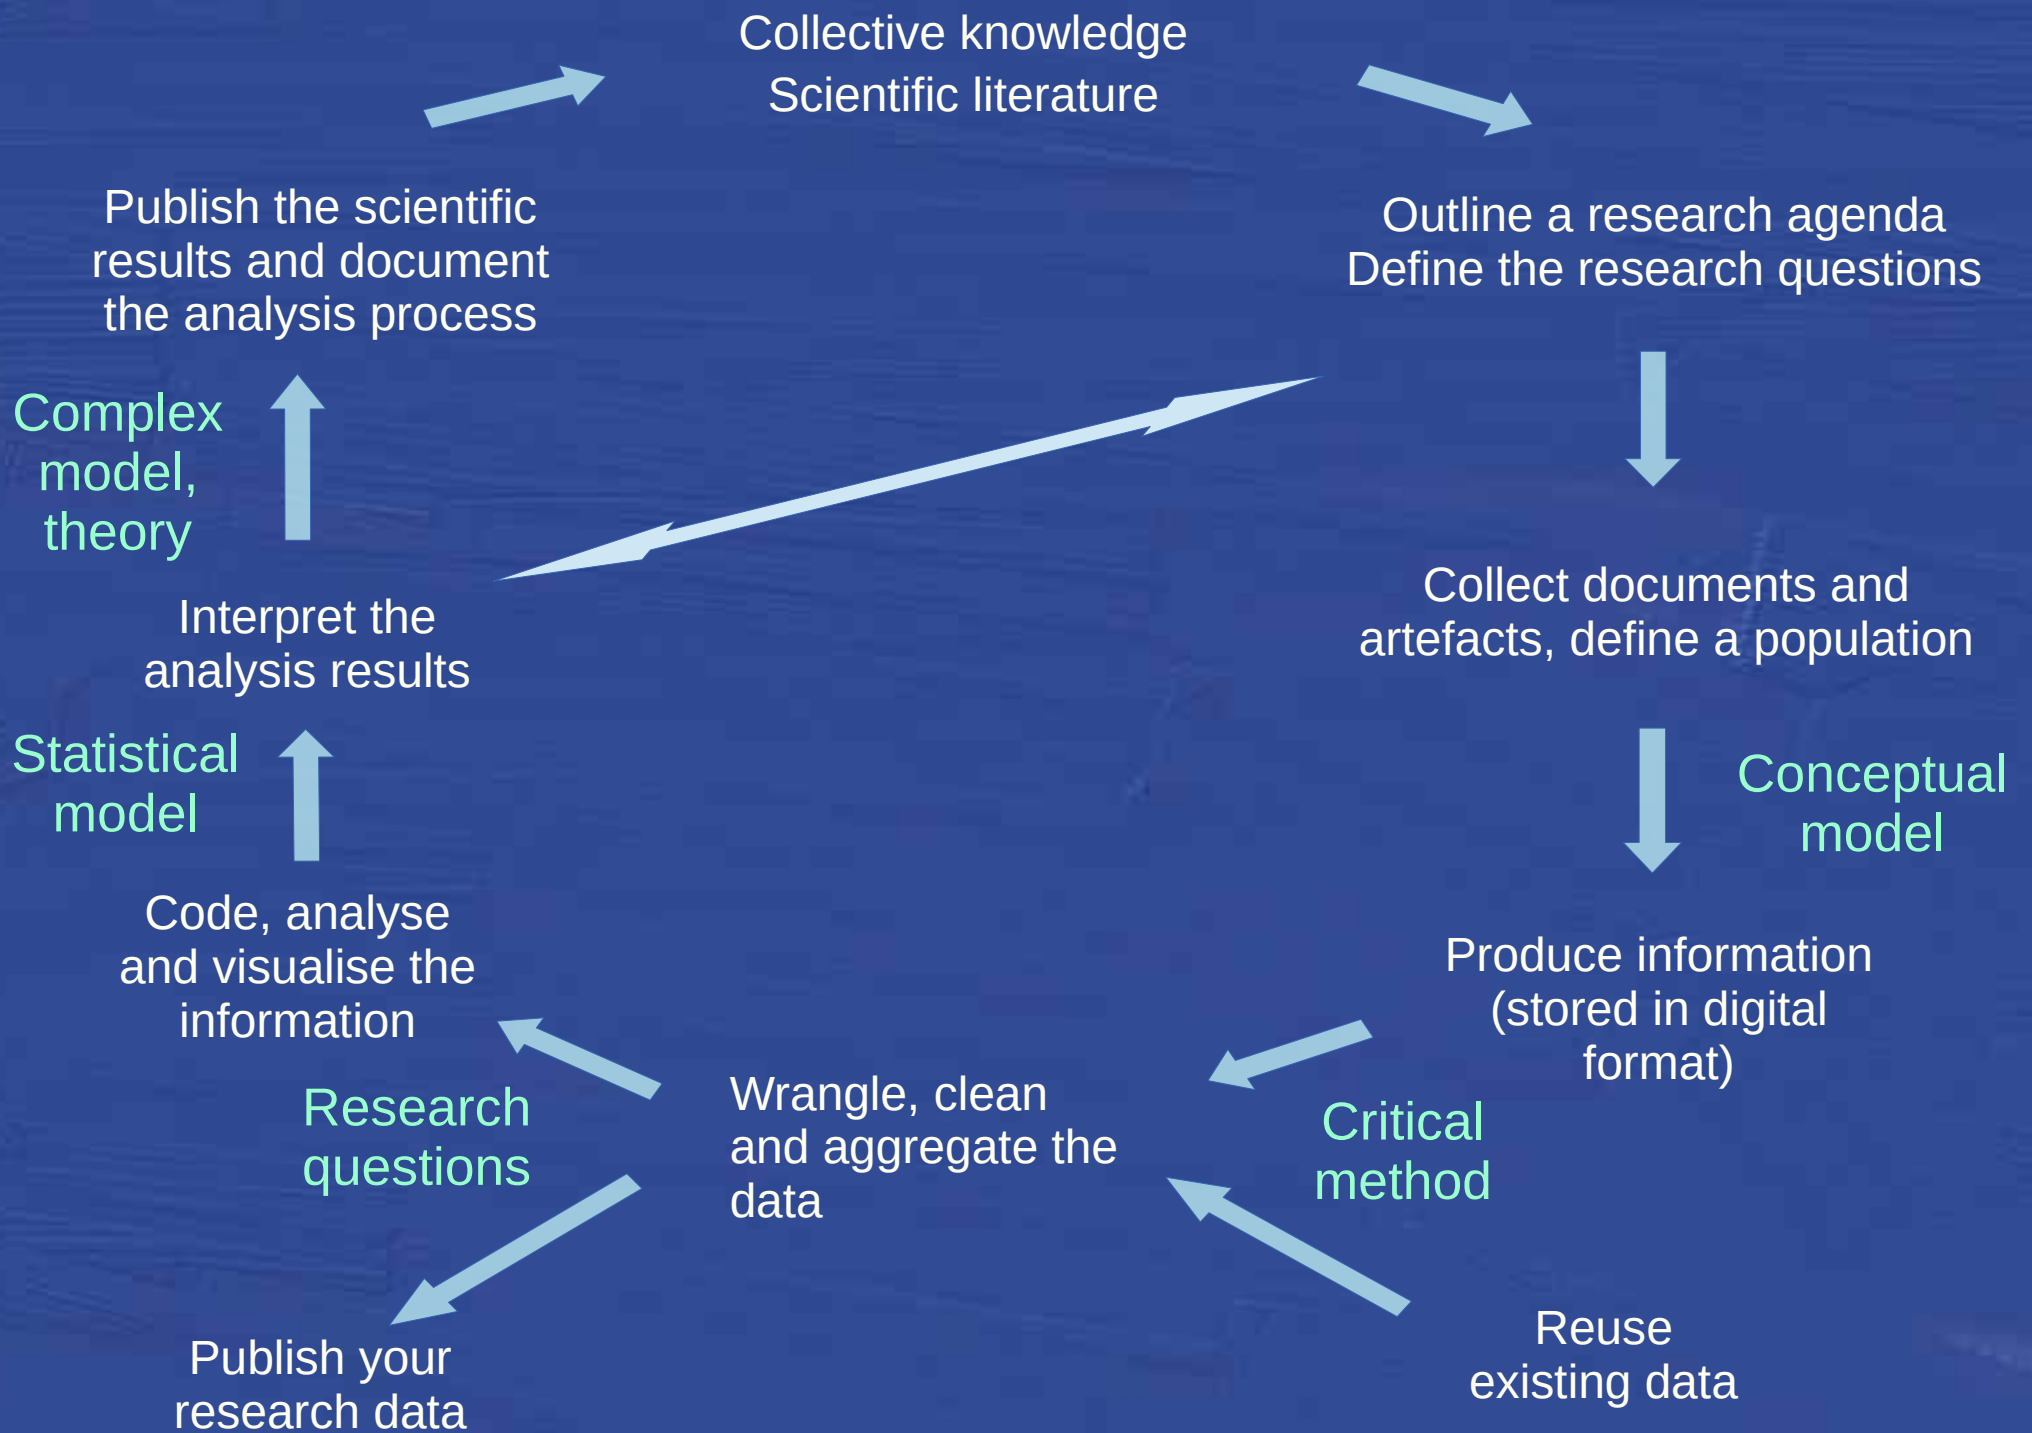 Collective knowledge
Scientific literature
Publish the scientific
results and document
the analysis process
Outline a research agenda
Define the research questions
Complex
model,
theory
Interpret the
analysis results
Collect documents and
artefacts, define a population
Statistical
model
Conceptual
model
Code, analyse
and visualise the
information
Produce information
(stored in digital
format)
Research
questions
Wrangle, clean
and aggregate the
data
Critical
method
Publish your
research data
Reuse
existing data